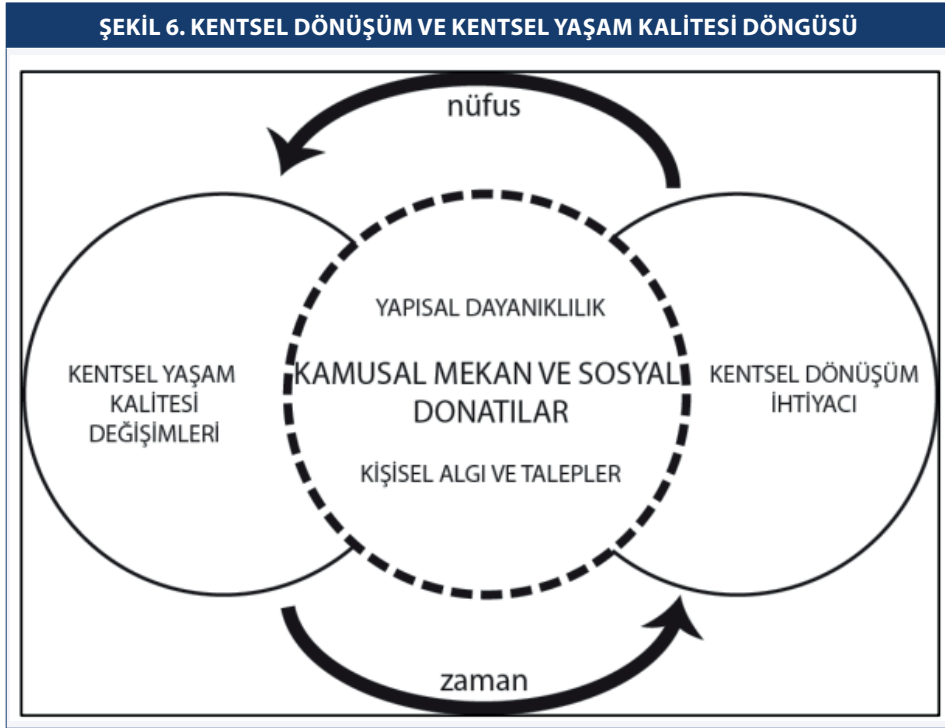 ŞEKİL 6. KENTSEL DÖNÜŞÜM VE KENTSEL YAŞAM KALİTESİ DÖNGÜSÜ
nüfus
KENTSEL YAŞAM
KALİTESİ
DEĞİŞİMLERİ
YAPISAL DAYANIKLILIK
KAMUSAL MEKAN VE SOSYAL
DONATILAR
KİŞİSEL ALGI VE TALEPLER
KENTSEL DÖNÜŞÜM
İHTİYACI
zaman